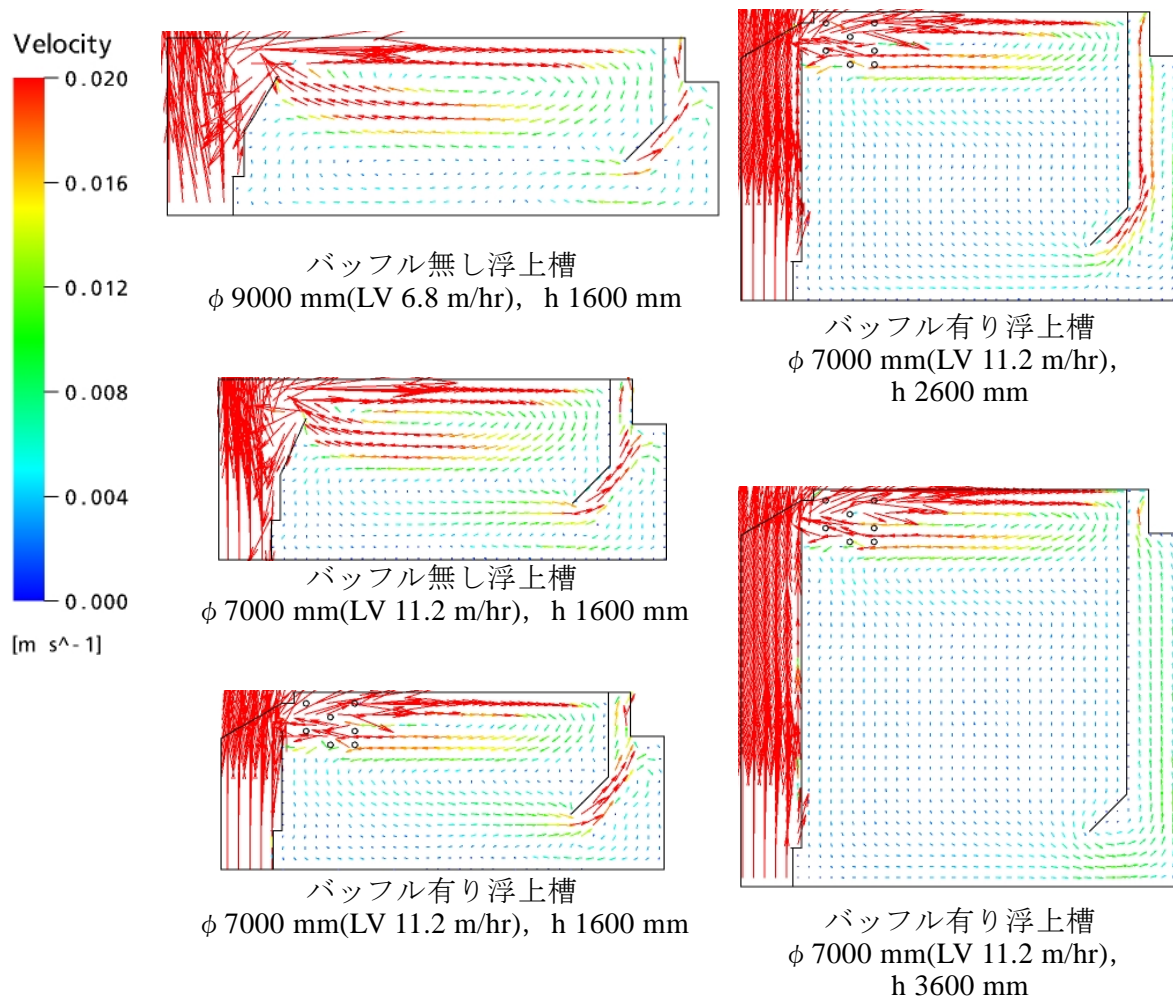 Velocity
0.020
0.016
0.012
0.008
0.004
0.000
[m s^-1]
バッフル無し浮上槽
φ 9000 mm(LV 6.8 m/hr), h 1600 mm
バッフル無し浮上槽
φ 7000 mm(LV 11.2 m/hr), h 1600 mm
バッフル有り浮上槽
φ 7000 mm(LV 11.2 m/hr), h 1600 mm
バッフル有り浮上槽
φ 7000 mm(LV 11.2 m/hr),
h 2600 mm
バッフル有り浮上槽
φ 7000 mm(LV 11.2 m/hr),
h 3600 mm